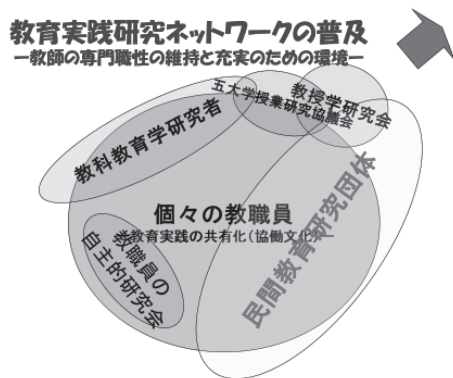 教育実践研究ネットワークの普及
ー教師の専門職性の維持と充実のための環境ー
五大学授業研究協議会
教授学研究会
教科教育学研究者
個々の教職員
教育実践の共有化(協働文化)
民間教育研究団体
教職員の
自主的研究会